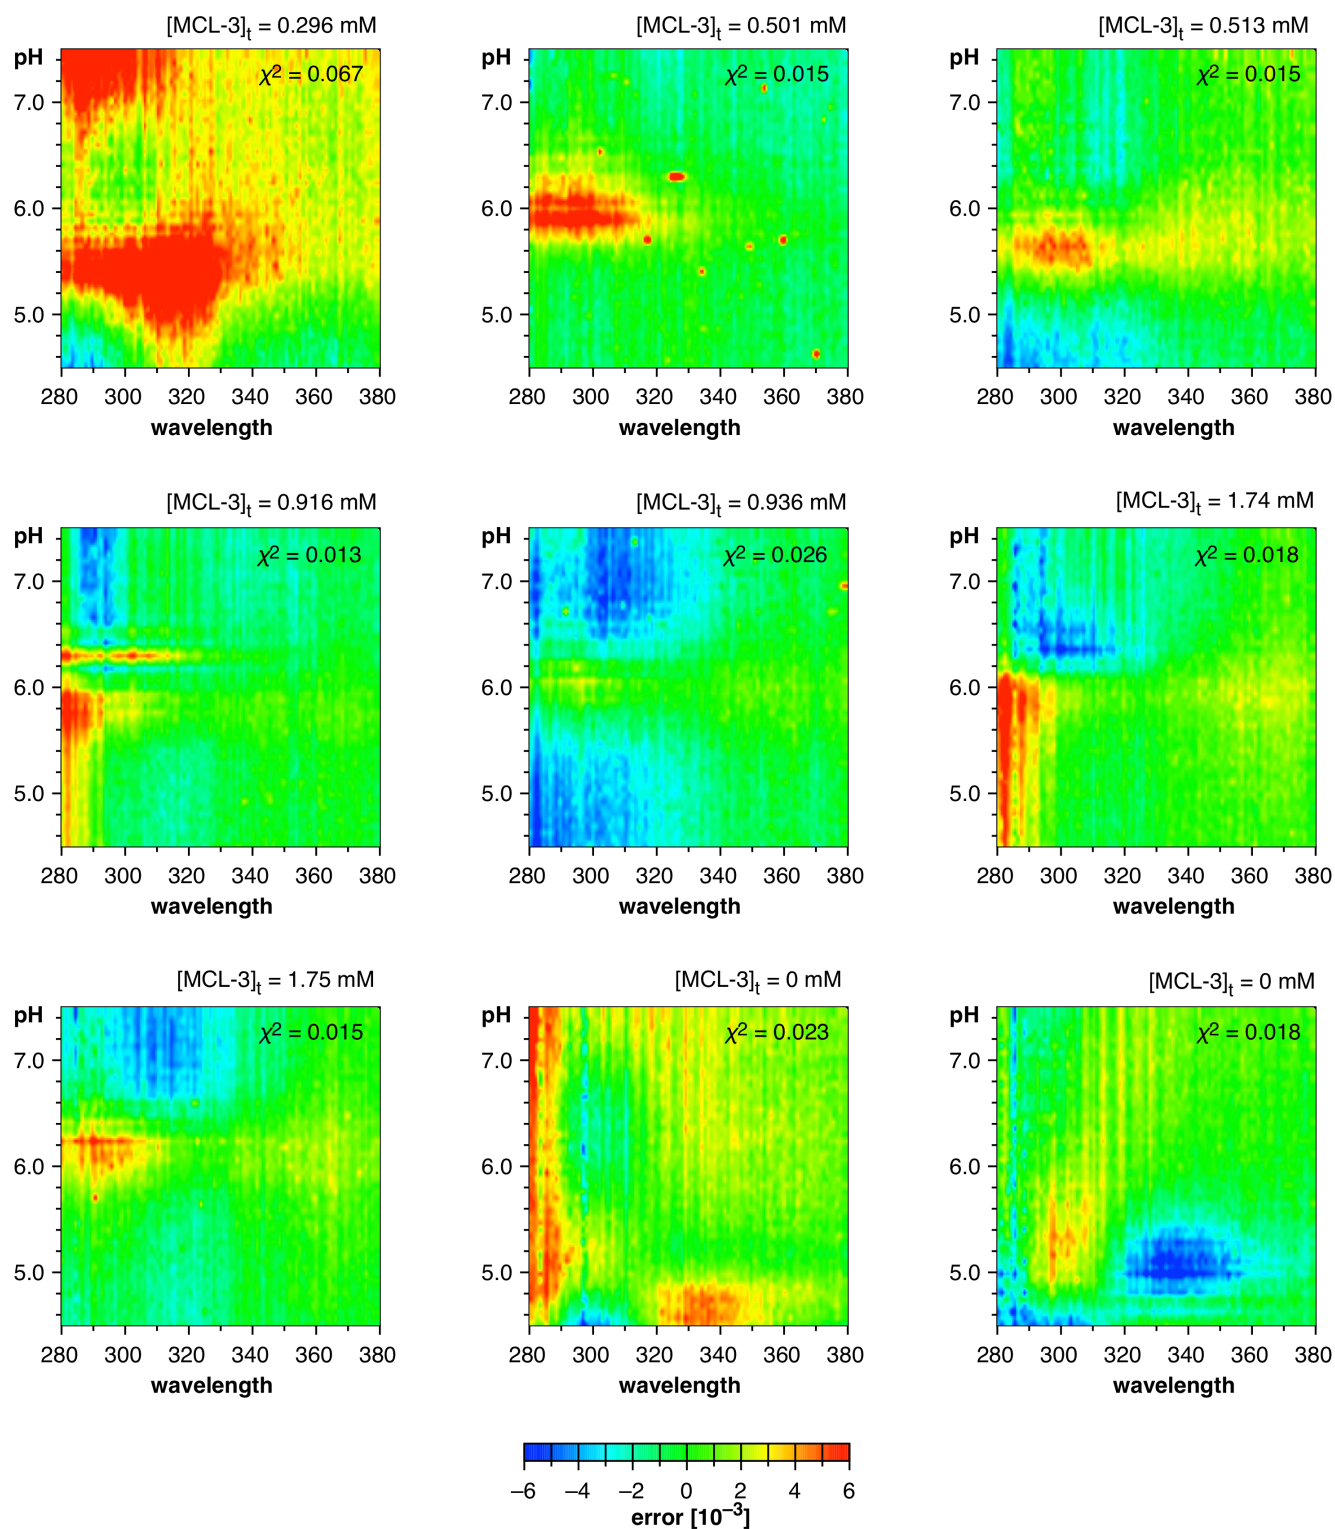 [MCL-3]t = 0.296 mM
[MCL-3]t = 0.501 mM
[MCL-3]t = 0.513 mM
pH
χ2 = 0.067
pH
χ2 = 0.015
pH
χ2 = 0.015
7.0
6.0
5.0
7.0
6.0
5.0
7.0
6.0
5.0
280 300 320 340 360 380
280 300 320 340 360 380
280 300 320 340 360 380
wavelength
wavelength
wavelength
[MCL-3]t = 0.916 mM
[MCL-3]t = 0.936 mM
[MCL-3]t = 1.74 mM
pH
χ2 = 0.013
pH
χ2 = 0.026
pH
χ2 = 0.018
7.0
6.0
5.0
7.0
6.0
5.0
7.0
6.0
5.0
280 300 320 340 360 380
280 300 320 340 360 380
280 300 320 340 360 380
wavelength
wavelength
wavelength
[MCL-3]t = 1.75 mM
[MCL-3]t = 0 mM
[MCL-3]t = 0 mM
pH
χ2 = 0.015
pH
χ2 = 0.023
pH
χ2 = 0.018
7.0
6.0
5.0
7.0
6.0
5.0
7.0
6.0
5.0
280 300 320 340 360 380
280 300 320 340 360 380
280 300 320 340 360 380
wavelength
wavelength
wavelength
–6 –4 –2 0 2 4 6
error [10–3]